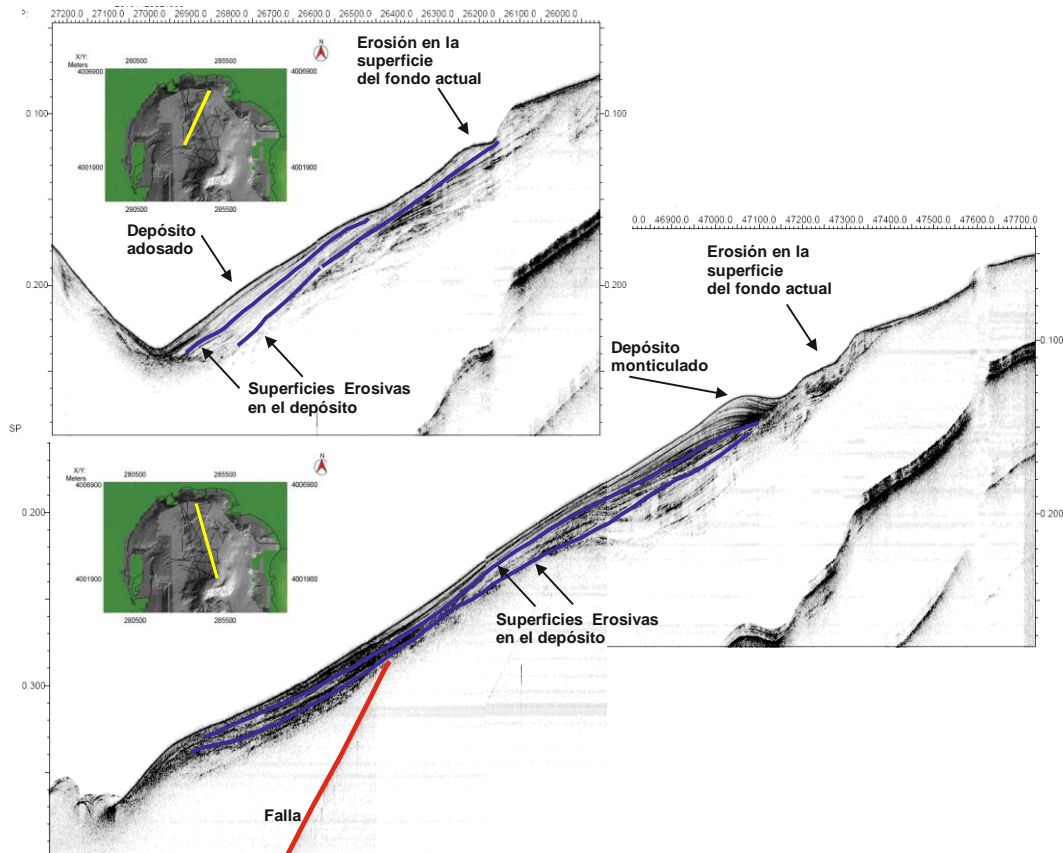 27200.0 27100.0 27000.0 26900.0 26800.0 26700.0 26600.0 26500.0 26400.0 26300.0 26200.0 26100.0 26000.0
X/Y:
Meters
280500 285500
4006900 4006900
4001900 4001900
280500 285500
N
Erosión en la
superficie
del fondo actual
0.100 0.100
Depósito
adosado
0.200 0.200
Superficies Erosivas
en el depósito
0.0 46900.0 47000.0 47100.0 47200.0 47300.0 47400.0 47500.0 47600.0 47700.0
Erosión en la
superficie
del fondo actual
Depósito
monticulado
0.100
0.200
SP
X/Y:
Meters
280500 285500
4006900 4006900
4001900 4001900
280500 285500
N
0.200
Superficies Erosivas
en el depósito
0.300
Falla